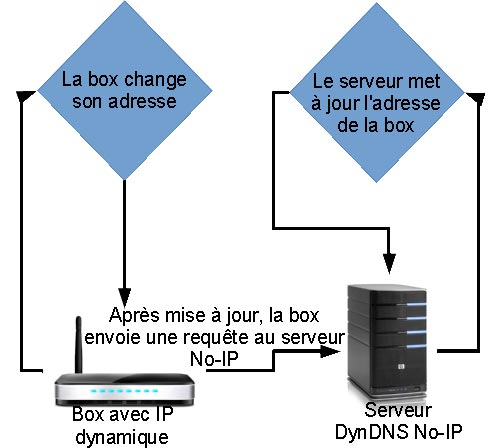 La box change
son adresse
Le serveur met
à jour l'adresse
de la box
Après mise à jour, la box
envoie une requête au serveur
No-IP
Box avec IP
dynamique
Serveur
DynDNS No-IP